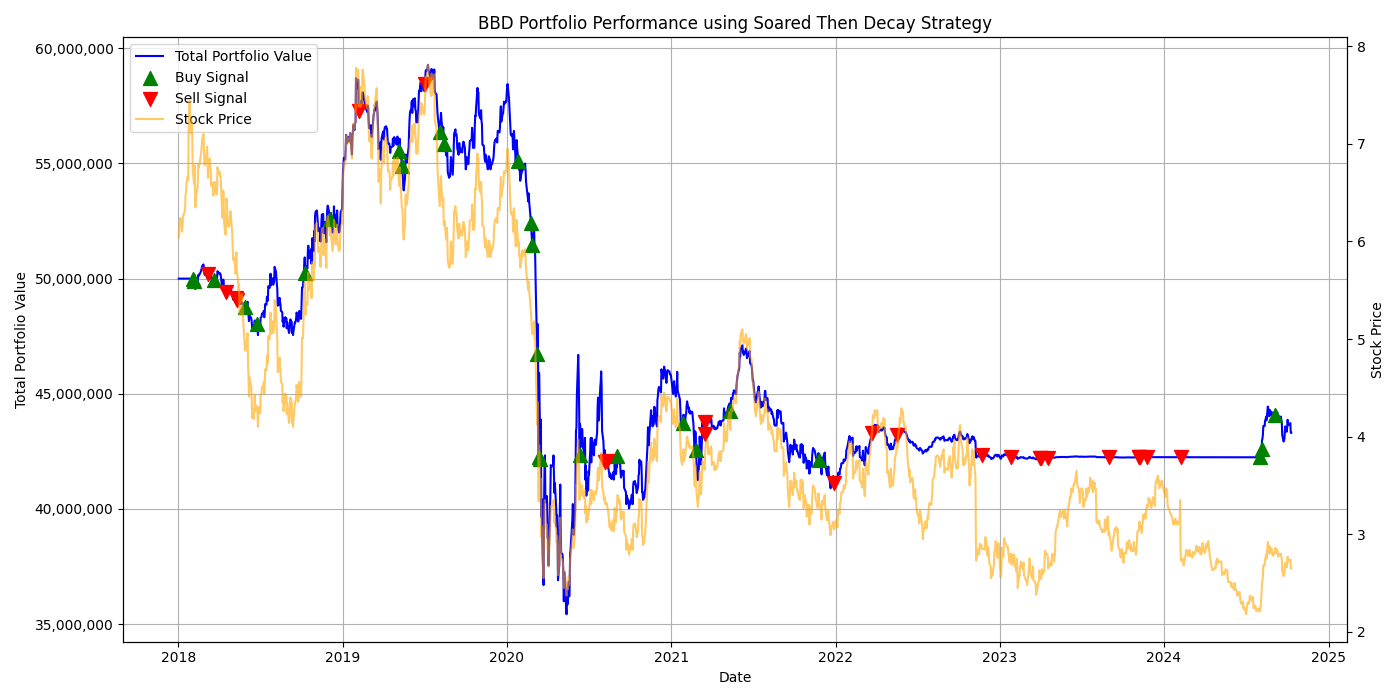 BBD Portfolio Performance using Soared Then Decay Strategy
Total Portfolio Value
Buy Signal
Sell Signal
Stock Price
60,000,000
55,000,000
50,000,000
45,000,000
40,000,000
35,000,000
Total Portfolio Value
8
7
6
5
4
3
2
Stock Price
2018 2019 2020 2021 2022 2023 2024 2025
Date